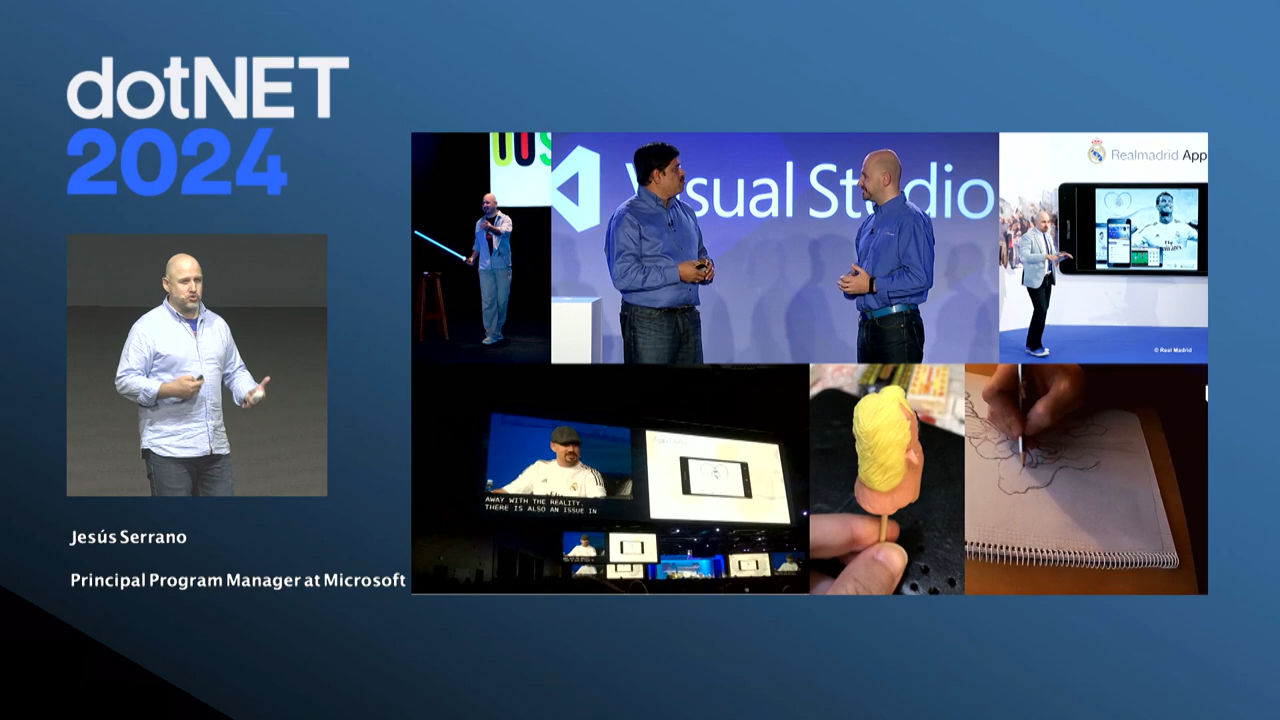 dotNET
2024
Visual Studio
Realmadrid App
© Real Madrid
AWAY WITH THE REALITY.
THERE IS ALSO AN ISSUE IN
Jesús Serrano
Principal Program Manager at Microsoft